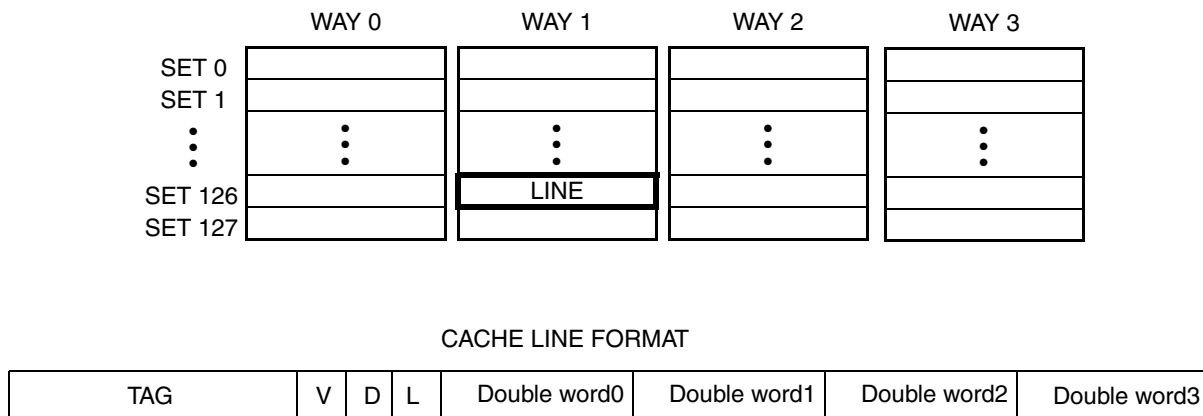 WAY 0 WAY 1 WAY 2 WAY 3
SET 0
SET 1
SET 126 LINE
SET 127
CACHE LINE FORMAT
TAG V D L Double word0 Double word1 Double word2 Double word3